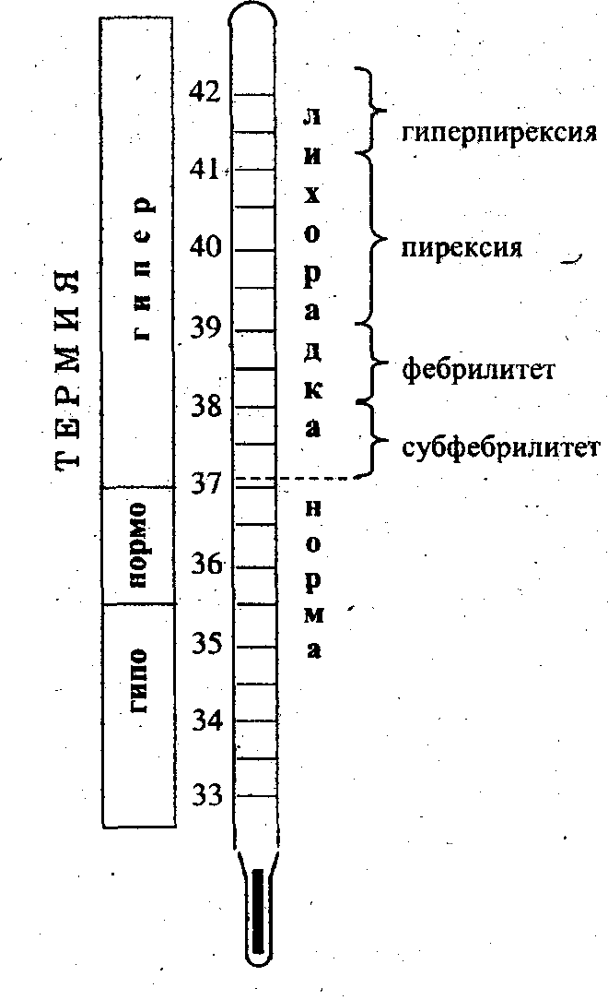 ТЕРМИЯ
гипер
нормо
гипо
42
41
40
39
38
37
36
35
34
33
лихорадка
норма
гиперпирексия
пирексия
фебрилитет
субфебрилитет